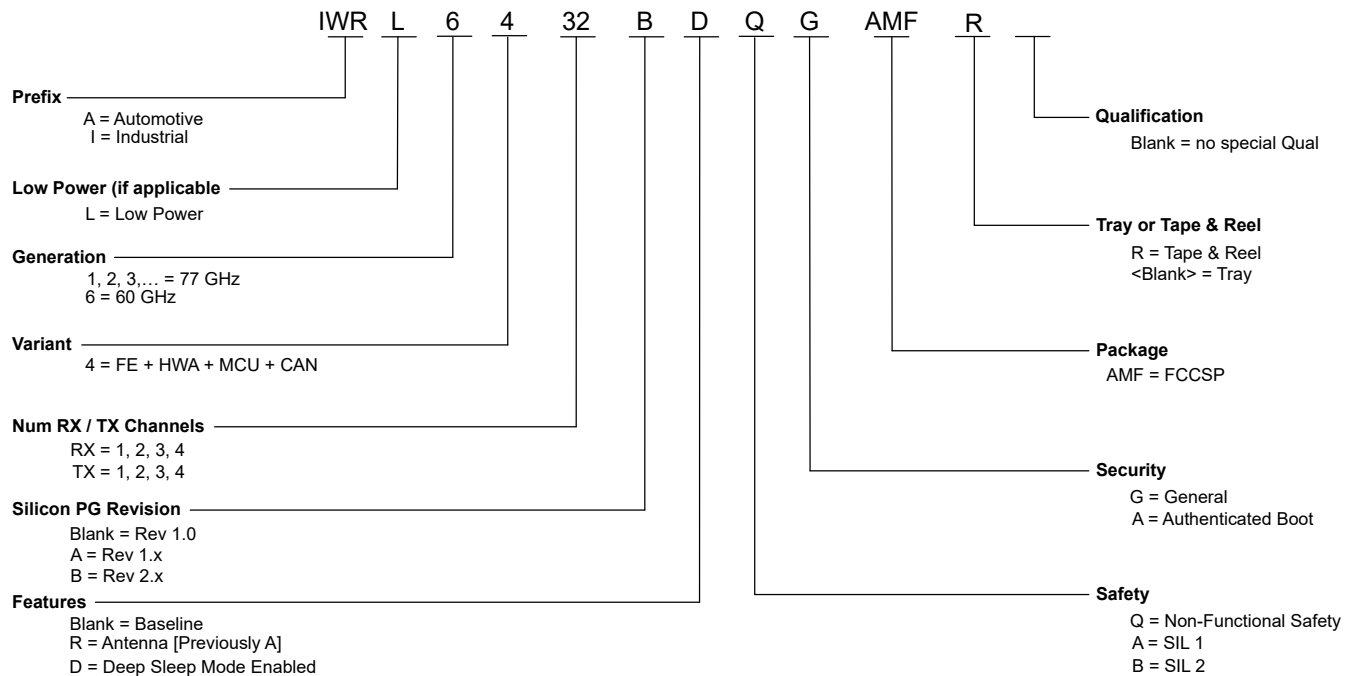 IWR L 6 4 32 B D Q G AMF R
Prefix
A = Automotive
I = Industrial
Low Power (if applicable
L = Low Power
Generation
1, 2, 3,… = 77 GHz
6 = 60 GHz
Variant
4 = FE + HWA + MCU + CAN
Num RX / TX Channels
RX = 1, 2, 3, 4
TX = 1, 2, 3, 4
Silicon PG Revision
Blank = Rev 1.0
A = Rev 1.x
B = Rev 2.x
Features
Blank = Baseline
R = Antenna [Previously A]
D = Deep Sleep Mode Enabled
Qualification
Blank = no special Qual
Tray or Tape & Reel
R = Tape & Reel
<Blank> = Tray
Package
AMF = FCCSP
Security
G = General
A = Authenticated Boot
Safety
Q = Non-Functional Safety
A = SIL 1
B = SIL 2